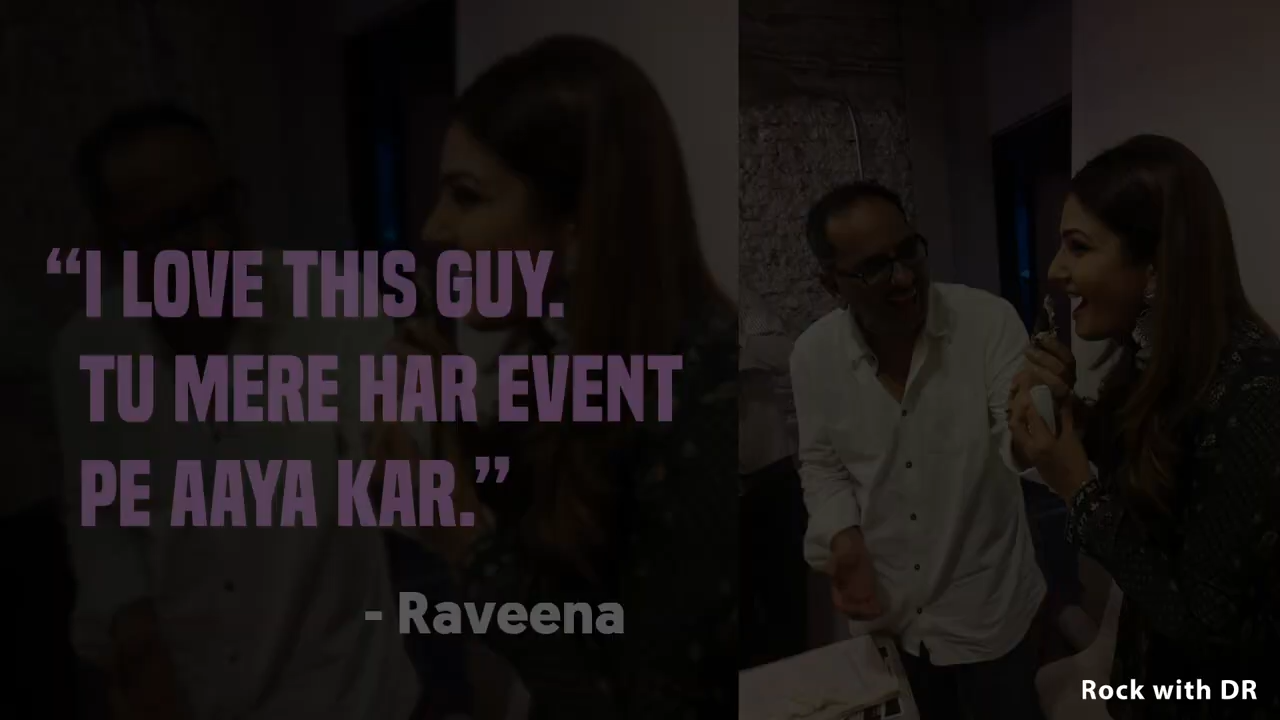 “I LOVE THIS GUY.
TU MERE HAR EVENT
PE AAYA KAR.”
- Raveena
Rock with DR